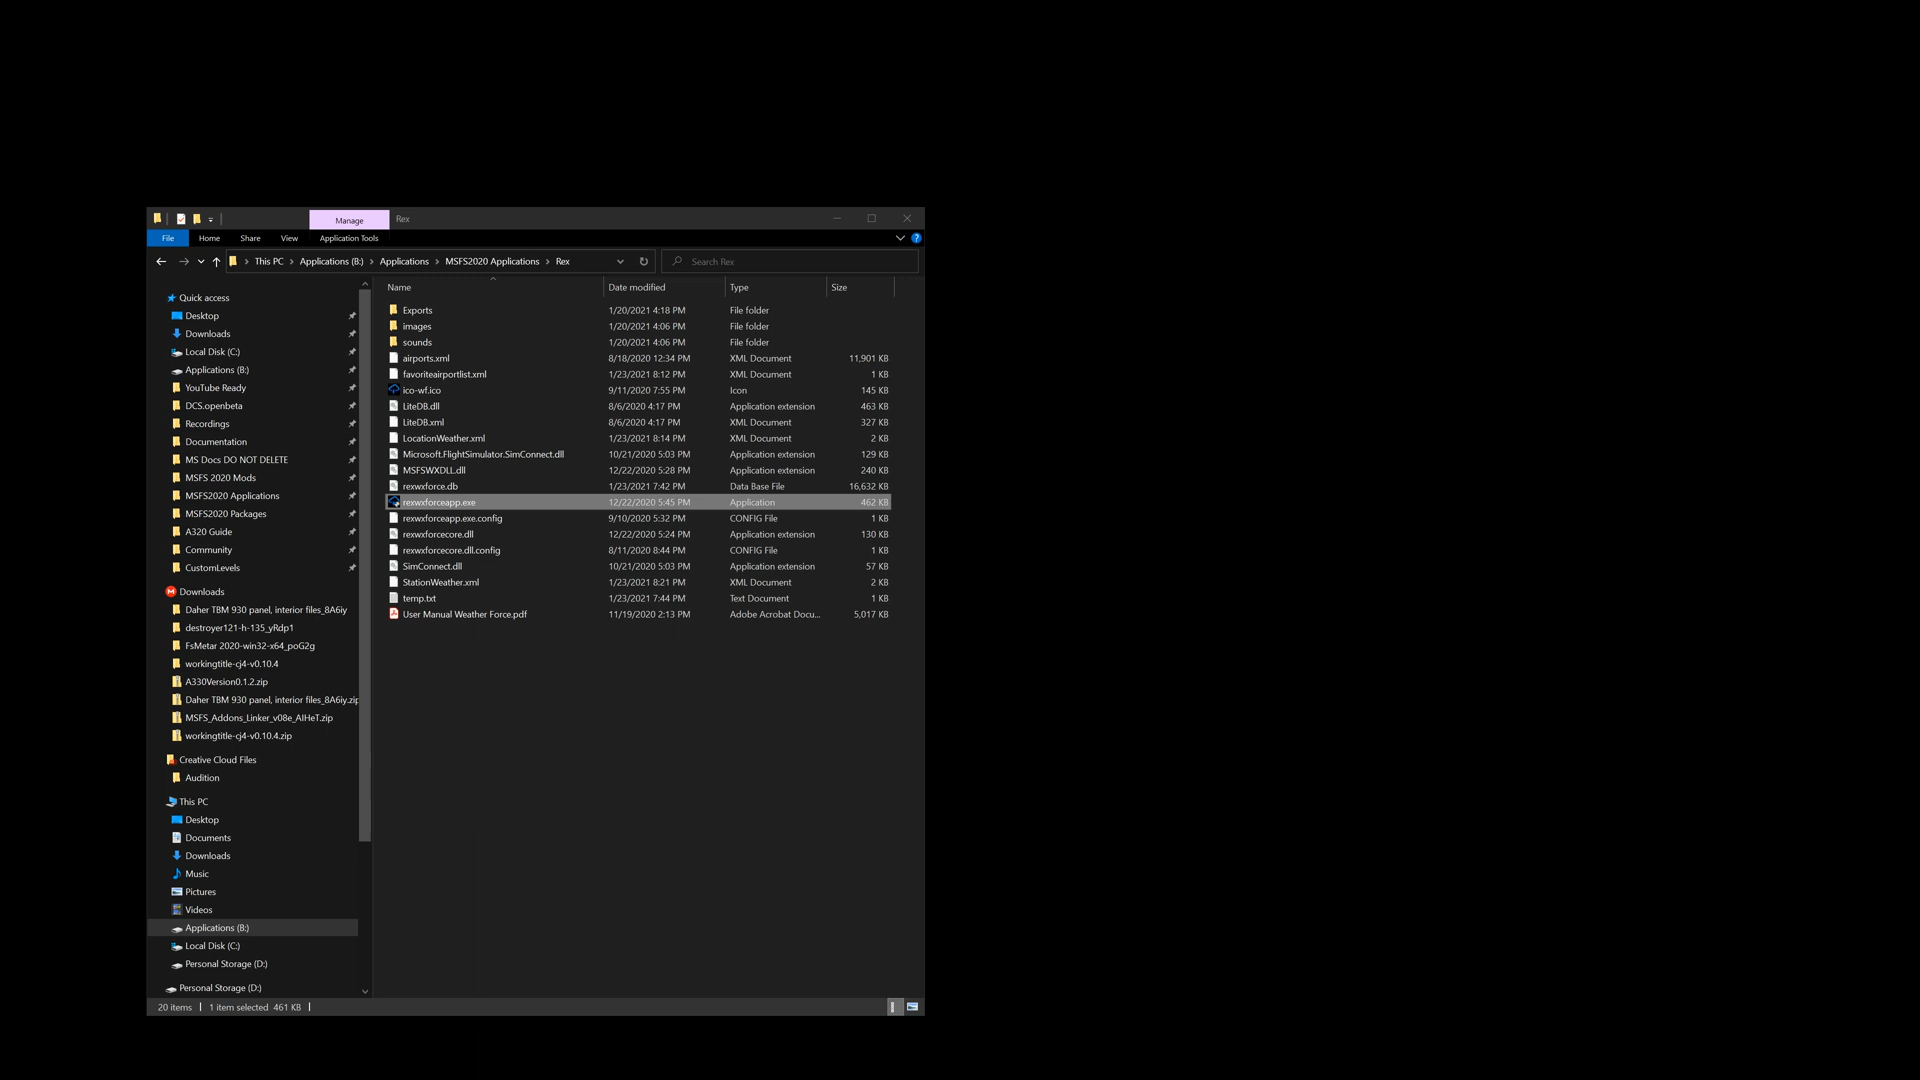 Manage Rex
File Home Share View Application Tools
This PC Applications (B:) Applications MSFS2020 Applications Rex Search Rex
Name Date modified Type Size
Quick access
Desktop
Downloads
Local Disk (C:)
Applications (B:)
YouTube Ready
DCS.openbeta
Recordings
Documentation
MS Docs DO NOT DELETE
MSFS 2020 Mods
MSFS2020 Applications
MSFS2020 Packages
A320 Guide
Community
CustomLevels
Downloads
Daher TBM 930 panel, interior files_8A6iy
destroyer121-h-135_yRdp1
FsMetar 2020-win32-x64_poG2g
workingtitle-cj4-v0.10.4
A330Version0.1.2.zip
Daher TBM 930 panel, interior files_8A6iy.zip
MSFS_Addons_Linker_v08e_AIHeT.zip
workingtitle-cj4-v0.10.4.zip
Creative Cloud Files
Audition
This PC
Desktop
Documents
Downloads
Music
Pictures
Videos
Applications (B:)
Local Disk (C:)
Personal Storage (D:)
Personal Storage (D:)
Exports 1/20/2021 4:18 PM File folder
images 1/20/2021 4:06 PM File folder
sounds 1/20/2021 4:06 PM File folder
airports.xml 8/18/2020 12:34 PM XML Document 11,901 KB
favoriteairportlist.xml 1/23/2021 8:12 PM XML Document 1 KB
ico-wf.ico 9/11/2020 7:55 PM Icon 145 KB
LiteDB.dll 8/6/2020 4:17 PM Application extension 463 KB
LiteDB.xml 8/6/2020 4:17 PM XML Document 327 KB
LocationWeather.xml 1/23/2021 8:14 PM XML Document 2 KB
Microsoft.FlightSimulator.SimConnect.dll 10/21/2020 5:03 PM Application extension 129 KB
MSFSWXDLL.dll 12/22/2020 5:28 PM Application extension 240 KB
rexwxforce.db 1/23/2021 7:42 PM Data Base File 16,632 KB
rexwxforceapp.exe 12/22/2020 5:45 PM Application 462 KB
rexwxforceapp.exe.config 9/10/2020 5:32 PM CONFIG File 1 KB
rexwxforcecore.dll 12/22/2020 5:24 PM Application extension 130 KB
rexwxforcecore.dll.config 8/11/2020 8:44 PM CONFIG File 1 KB
SimConnect.dll 10/21/2020 5:03 PM Application extension 57 KB
StationWeather.xml 1/23/2021 8:21 PM XML Document 2 KB
temp.txt 1/23/2021 7:44 PM Text Document 1 KB
User Manual Weather Force.pdf 11/19/2020 2:13 PM Adobe Acrobat Docu... 5,017 KB
20 items 1 item selected 461 KB